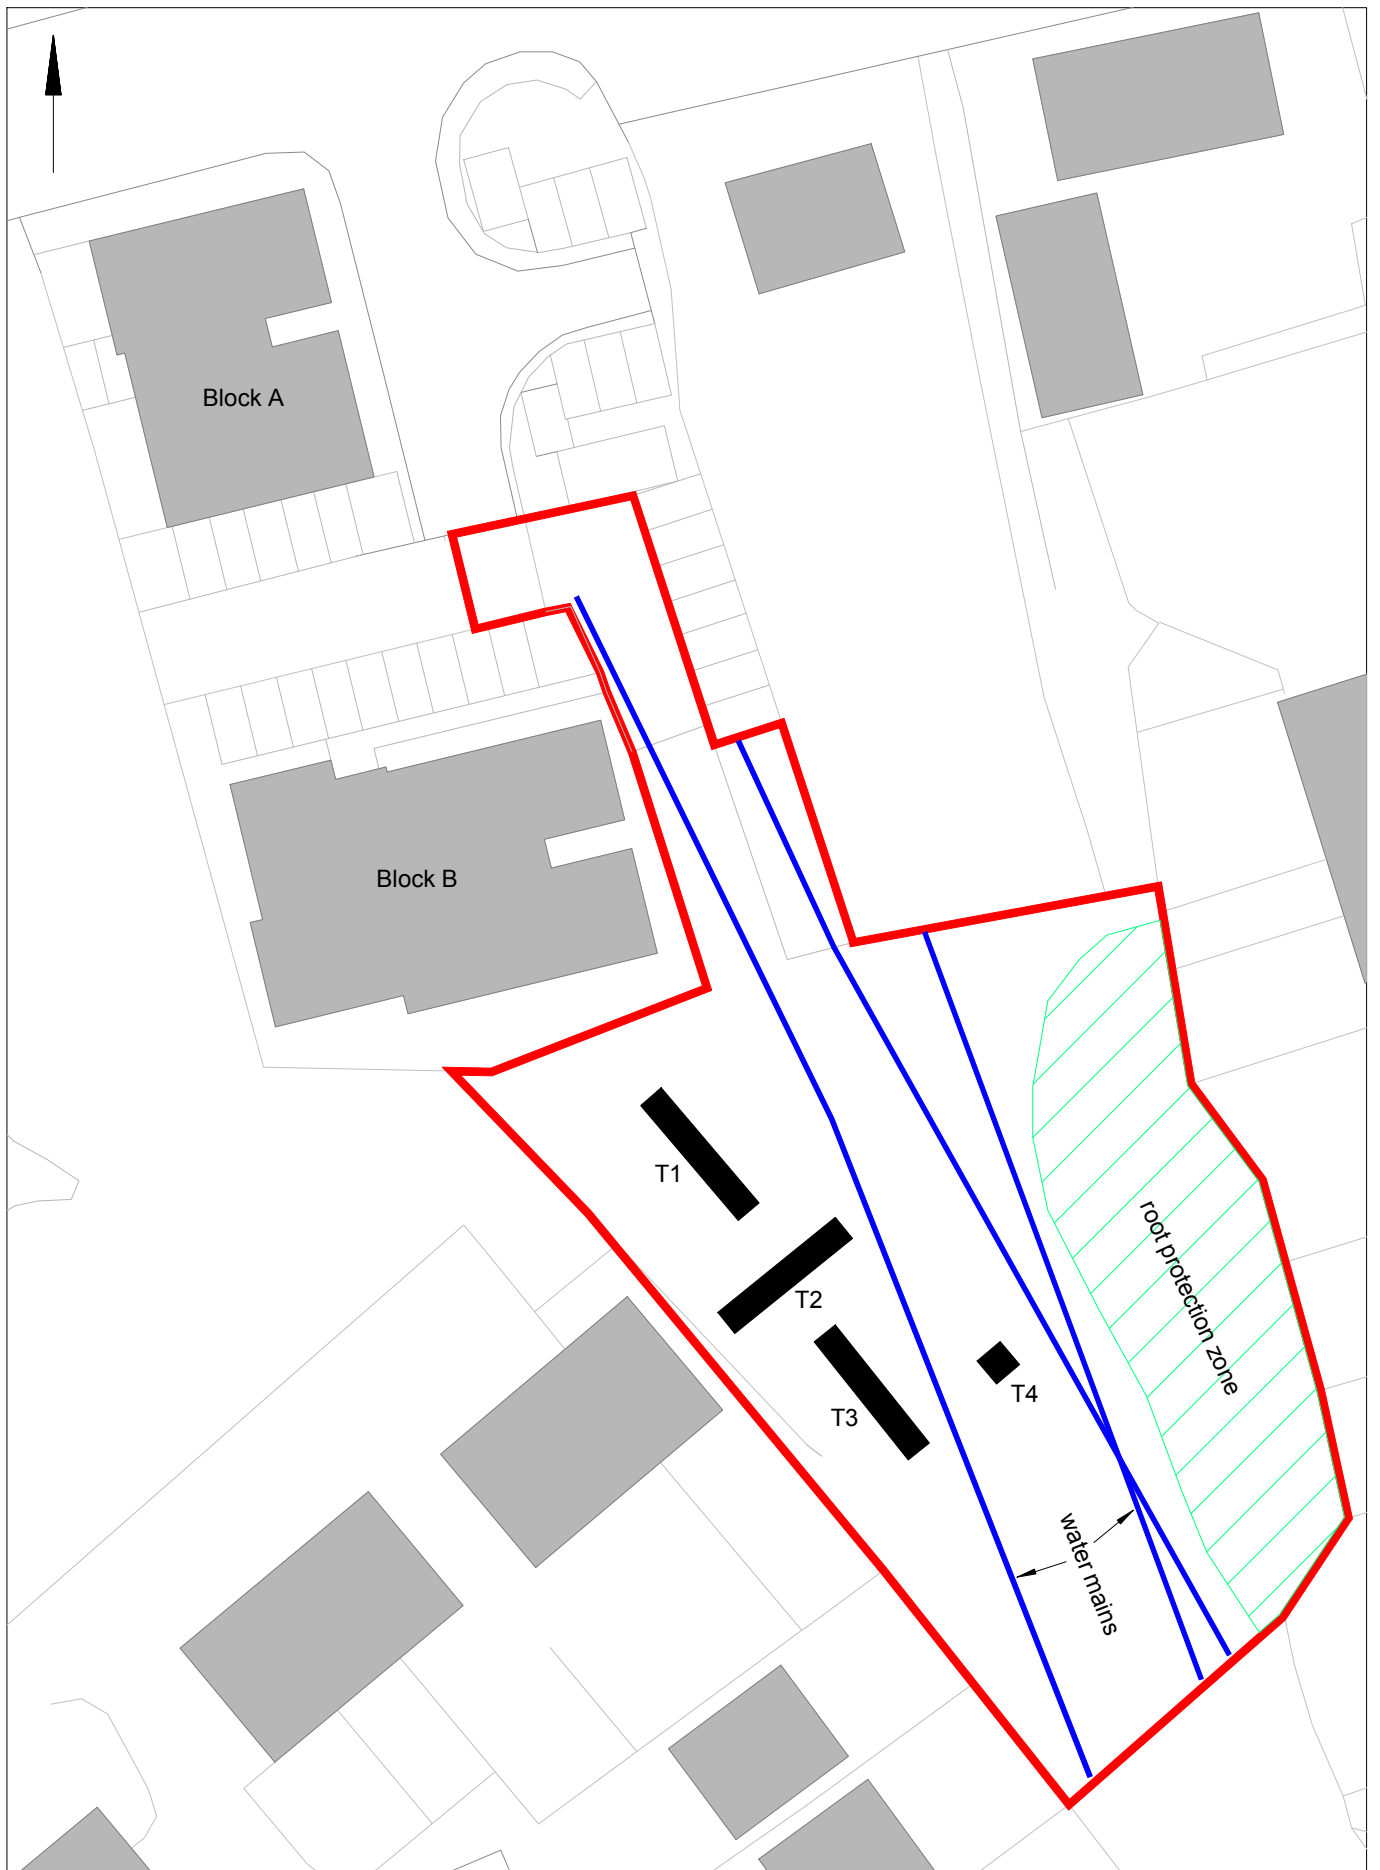 Block A
Block B
T1
root protection zone
T2
T4
T3
water mains